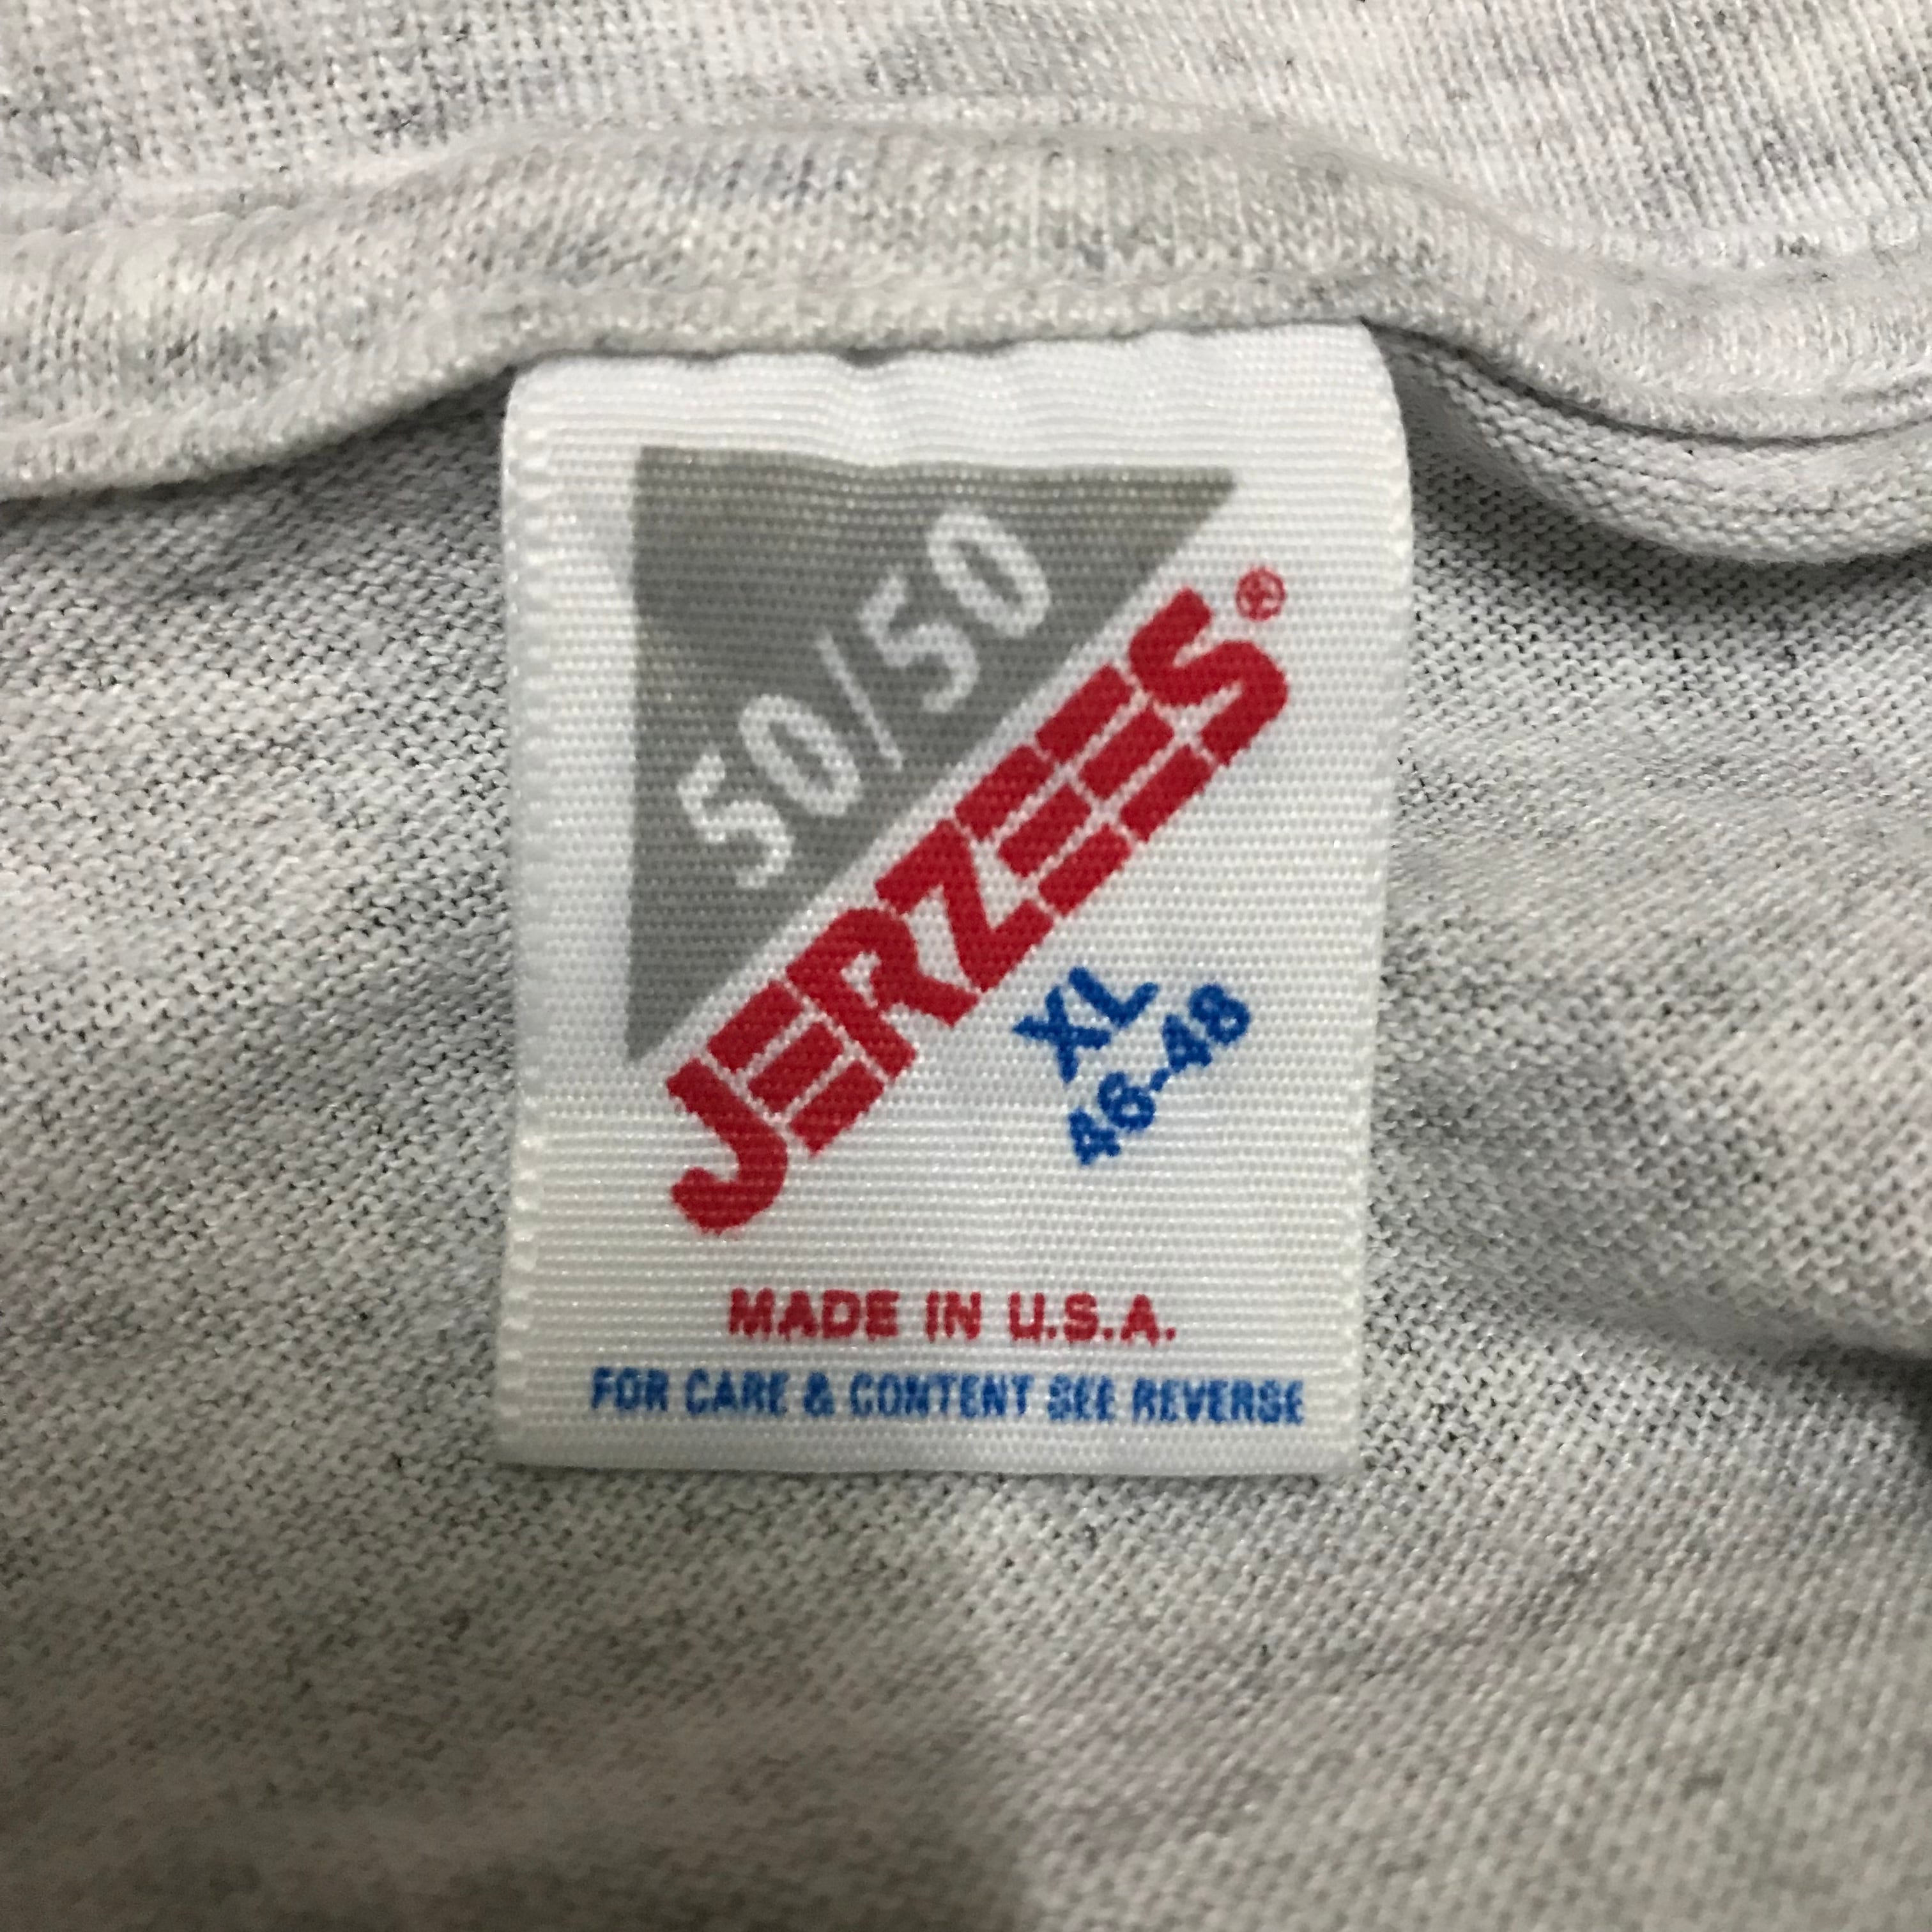 50/50
JERZEES®
XL
46-48
MADE IN U.S.A.
FOR CARE & CONTENT SEE REVERSE